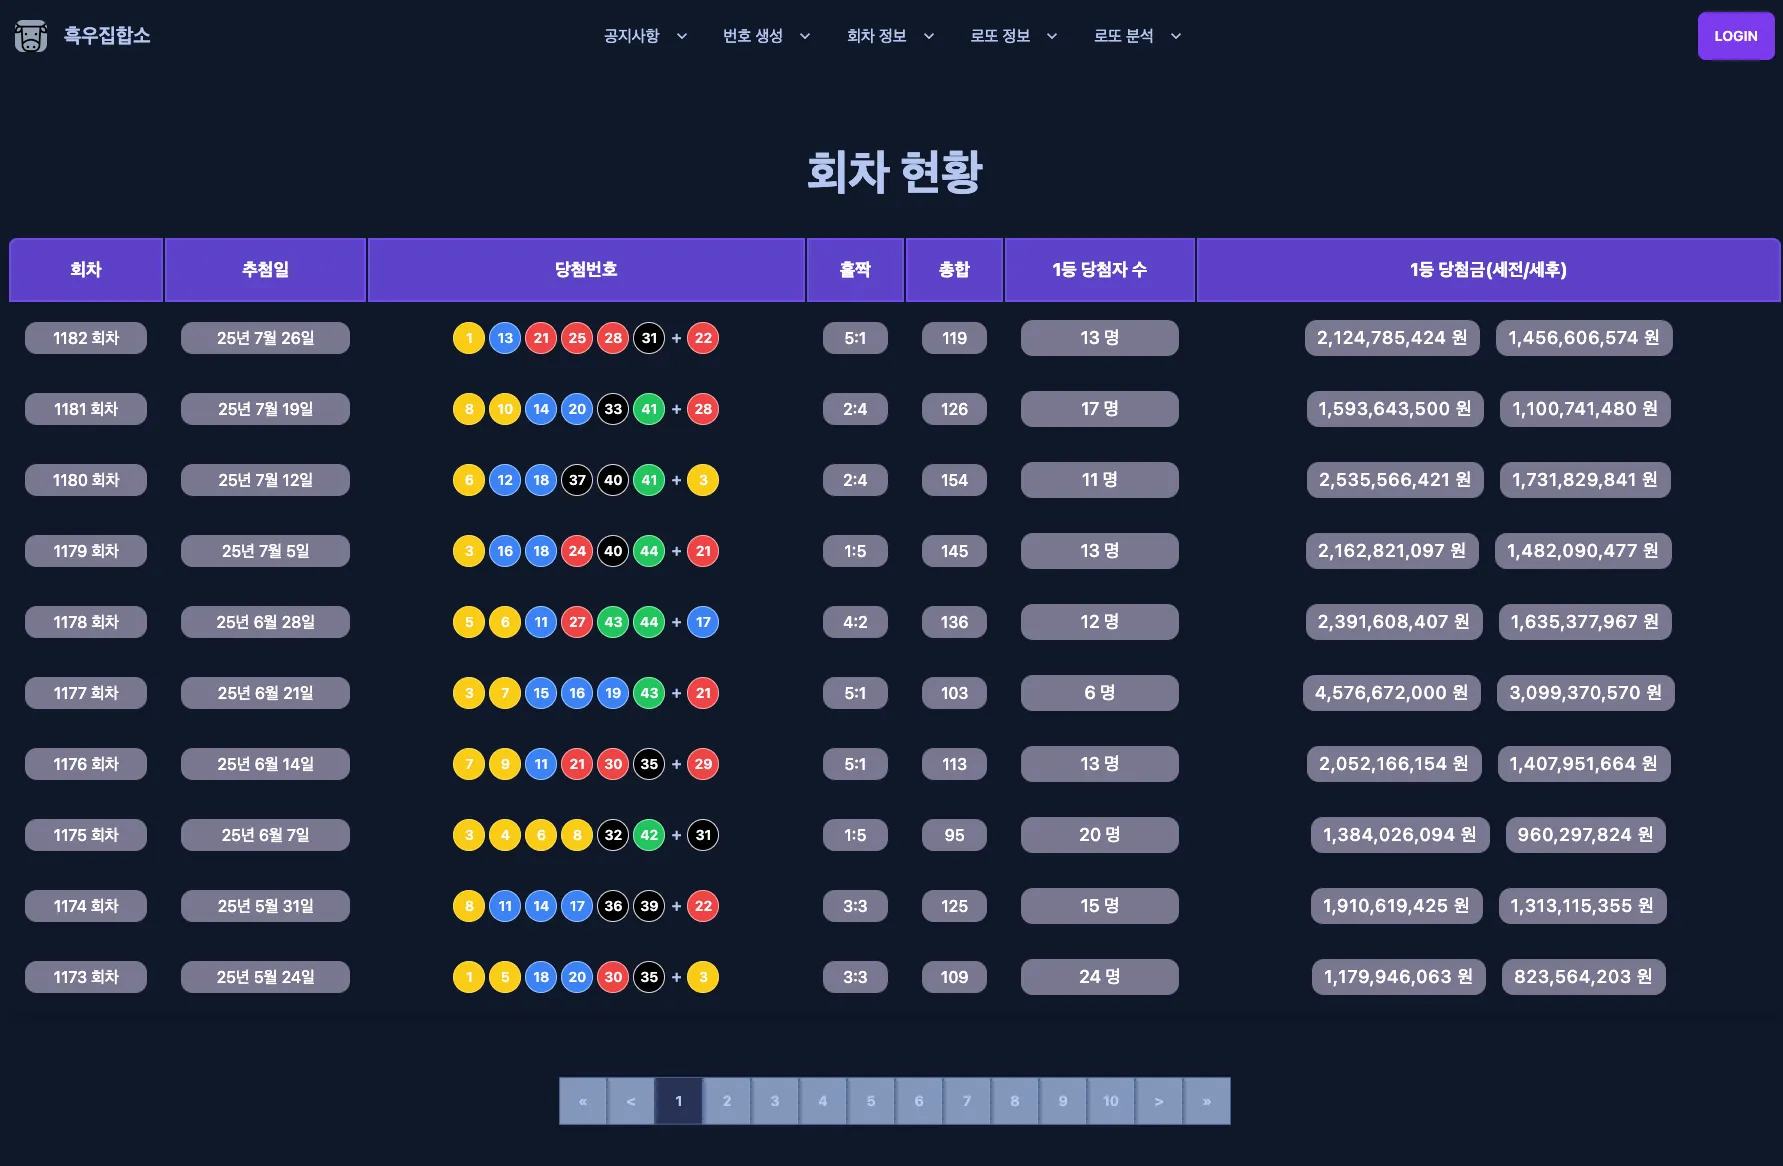 흑우집합소 공지사항 번호 생성 회차 정보 로또 정보 로또 분석 LOGIN
회차 현황
회차 추첨일 당첨번호 홀짝 총합 1등 당첨자 수 1등 당첨금(세전/세후)
1182 회차 25년 7월 26일 1 13 21 25 28 31 + 22 5:1 119 13 명 2,124,785,424 원 1,456,606,574 원
1181 회차 25년 7월 19일 8 10 14 20 33 41 + 28 2:4 126 17 명 1,593,643,500 원 1,100,741,480 원
1180 회차 25년 7월 12일 6 12 18 37 40 41 + 3 2:4 154 11 명 2,535,566,421 원 1,731,829,841 원
1179 회차 25년 7월 5일 3 16 18 24 40 44 + 21 1:5 145 13 명 2,162,821,097 원 1,482,090,477 원
1178 회차 25년 6월 28일 5 6 11 27 43 44 + 17 4:2 136 12 명 2,391,608,407 원 1,635,377,967 원
1177 회차 25년 6월 21일 3 7 15 16 19 43 + 21 5:1 103 6 명 4,576,672,000 원 3,099,370,570 원
1176 회차 25년 6월 14일 7 9 11 21 30 35 + 29 5:1 113 13 명 2,052,166,154 원 1,407,951,664 원
1175 회차 25년 6월 7일 3 4 6 8 32 42 + 31 1:5 95 20 명 1,384,026,094 원 960,297,824 원
1174 회차 25년 5월 31일 8 11 14 17 36 39 + 22 3:3 125 15 명 1,910,619,425 원 1,313,115,355 원
1173 회차 25년 5월 24일 1 5 18 20 30 35 + 3 3:3 109 24 명 1,179,946,063 원 823,564,203 원
« < 1 2 3 4 5 6 7 8 9 10 > »